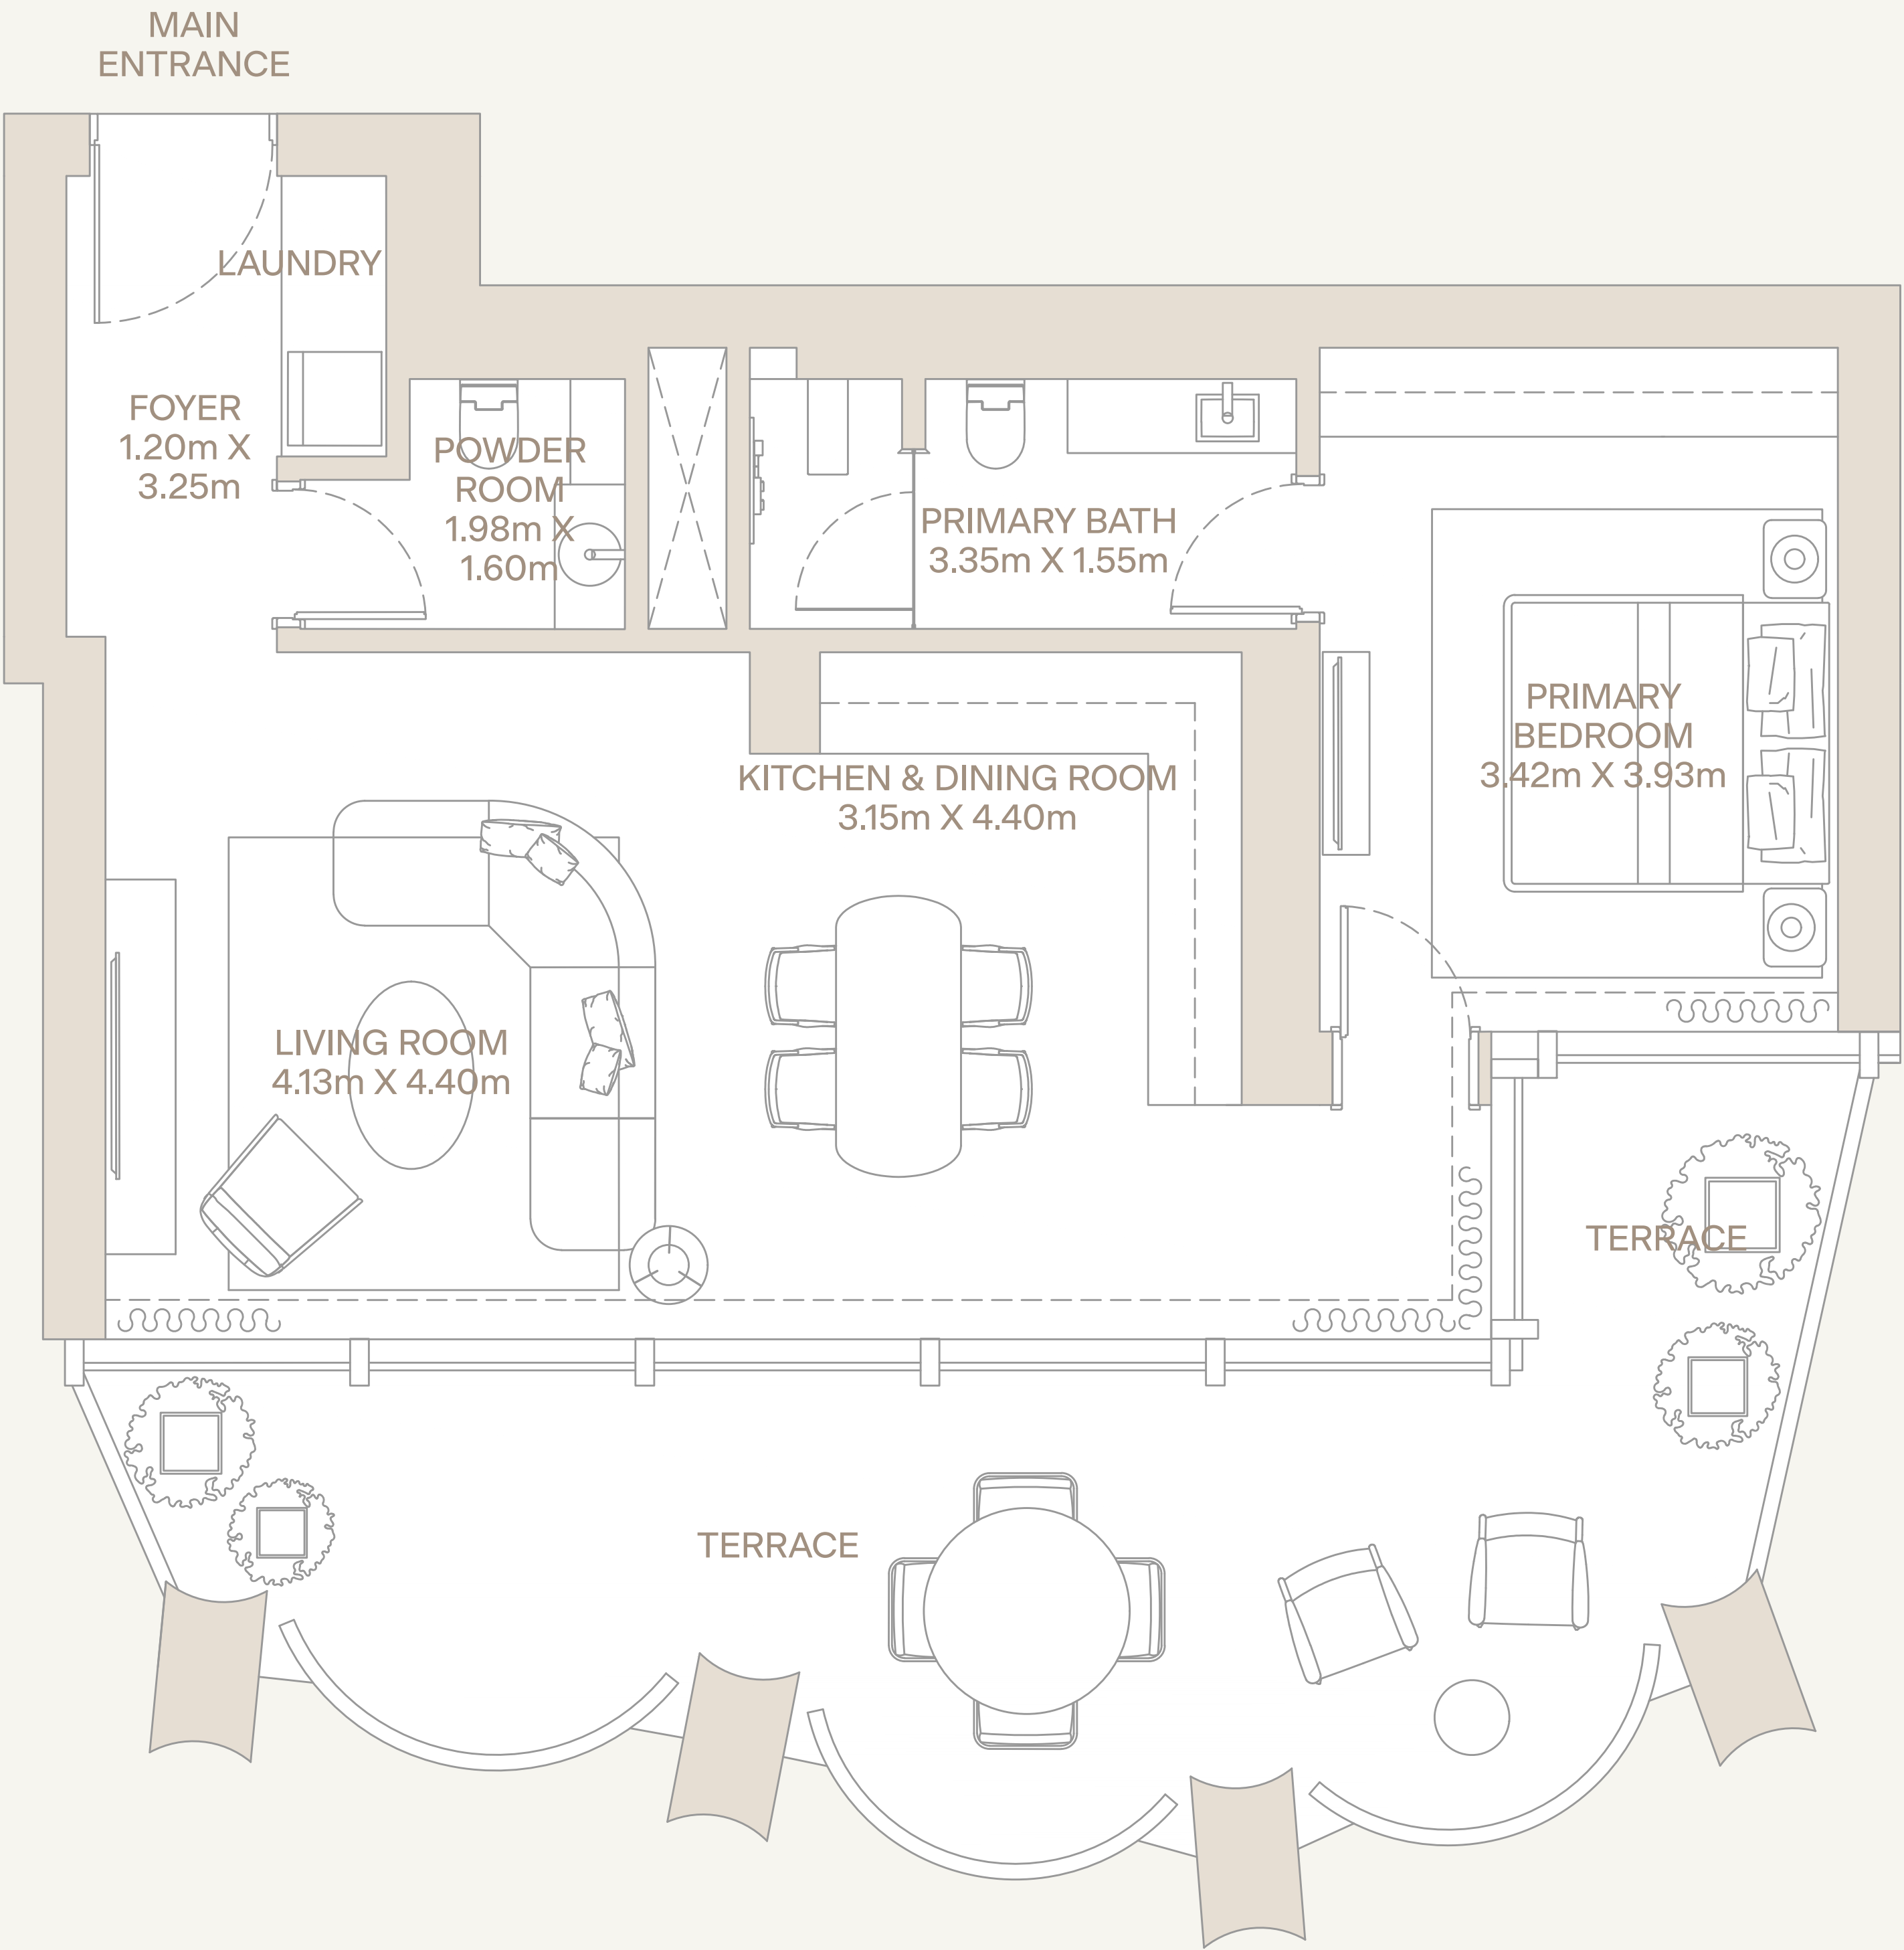 MAIN
ENTRANCE
LAUNDRY
FOYER
1.20m X
3.25m
POWDER
ROOM
1.98m X
1.60m
PRIMARY BATH
3.35m X 1.55m
PRIMARY
BEDROOM
3.42m X 3.93m
KITCHEN & DINING ROOM
3.15m X 4.40m
LIVING ROOM
4.13m X 4.40m
TERRACE
TERRACE